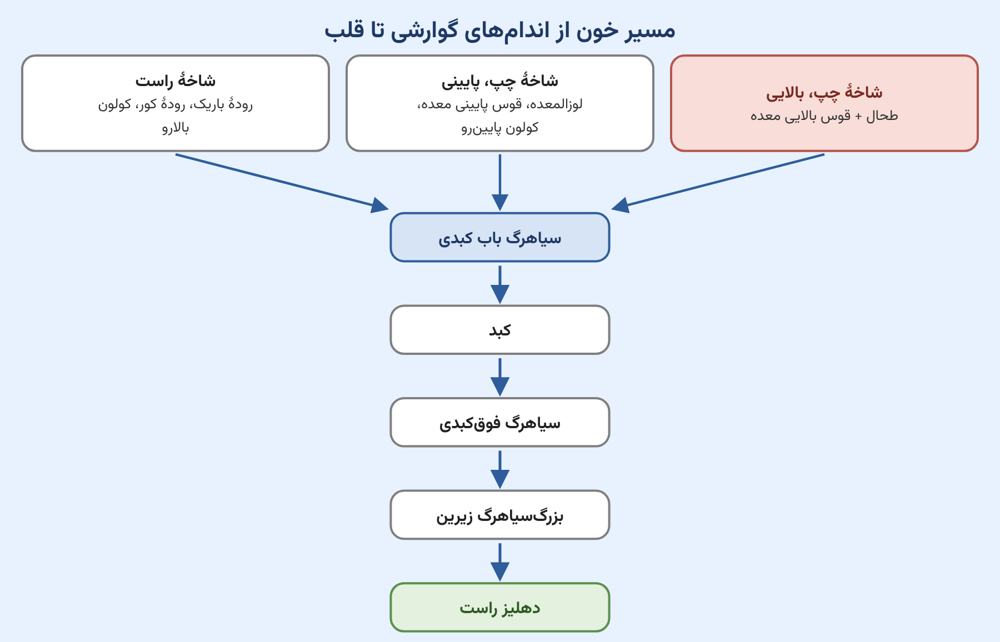 مسیر خون از اندام‌های گوارشی تا قلب
شاخهٔ چپ، بالایی
طحال + قوس بالایی معده
شاخهٔ چپ، پایینی
لوزالمعده، قوس پایینی معده،
کولون پایین‌رو
شاخهٔ راست
رودهٔ باریک، رودهٔ کور، کولون
بالارو
سیاهرگ باب کبدی
کبد
سیاهرگ فوق‌کبدی
بزرگ‌سیاهرگ زیرین
دهلیز راست